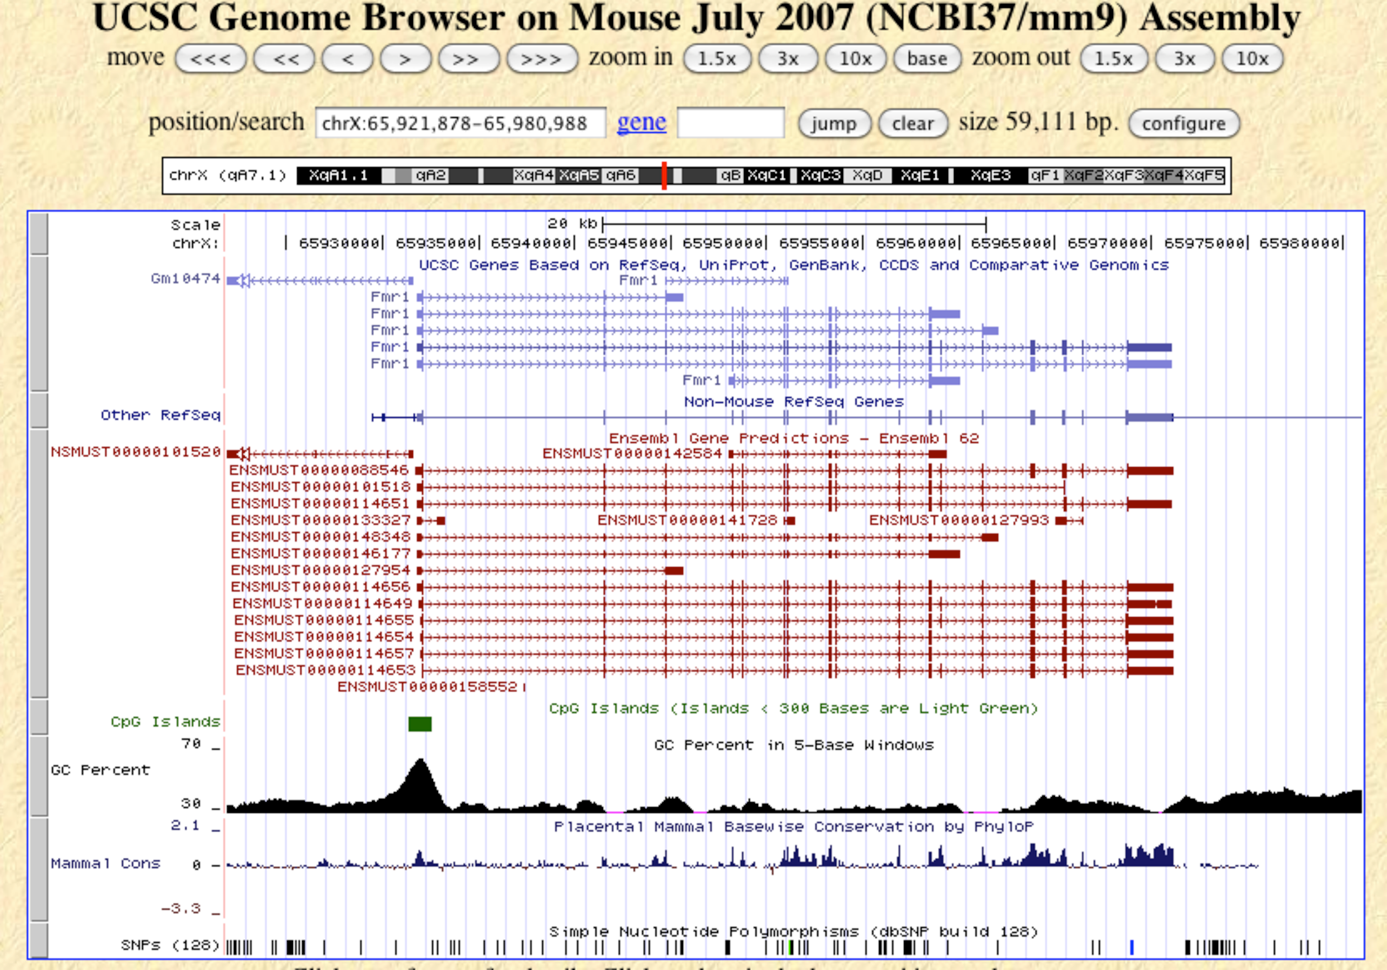 UCSC Genome Browser on Mouse July 2007 (NCBI37/mm9) Assembly
move <<< << < > >> >>> zoom in 1.5x 3x 10x base zoom out 1.5x 3x 10x
position/search chrX:65,921,878-65,980,988 gene jump clear size 59,111 bp. configure
chrX (qA7.1) XqA1.1 qA2 XqA4 XqA5 qA6 qB XqC1 XqC3 XqD XqE1 XqE3 qF1 XqF2 XqF3 XqF4 XqF5
Scale 20 kb
chrX: 65930000 65935000 65940000 65945000 65950000 65955000 65960000 65965000 65970000 65975000 65980000
UCSC Genes Based on RefSeq, UniProt, GenBank, CCDS and Comparative Genomics
Gm10474 Fmr1
Fmr1
Fmr1
Fmr1
Fmr1
Fmr1
Fmr1
Non-Mouse RefSeq Genes
Other RefSeq
Ensembl Gene Predictions - Ensembl 62
NSMUST00000101520 ENSMUST00000142584
ENSMUST00000088546
ENSMUST00000101518
ENSMUST00000114651
ENSMUST00000133327 ENSMUST00000141728 ENSMUST00000127993
ENSMUST00000148348
ENSMUST00000146177
ENSMUST00000127954
ENSMUST00000114656
ENSMUST00000114649
ENSMUST00000114655
ENSMUST00000114654
ENSMUST00000114657
ENSMUST00000114653
ENSMUST00000158552
CpG Islands (Islands < 300 Bases are Light Green)
CpG Islands
70 _ GC Percent in 5-Base Windows
GC Percent
30 _
2.1 _ Placental Mammal Basewise Conservation by PhyloP
Mammal Cons 0 _
-3.3 _
Simple Nucleotide Polymorphisms (dbSNP build 128)
SNPs (128)